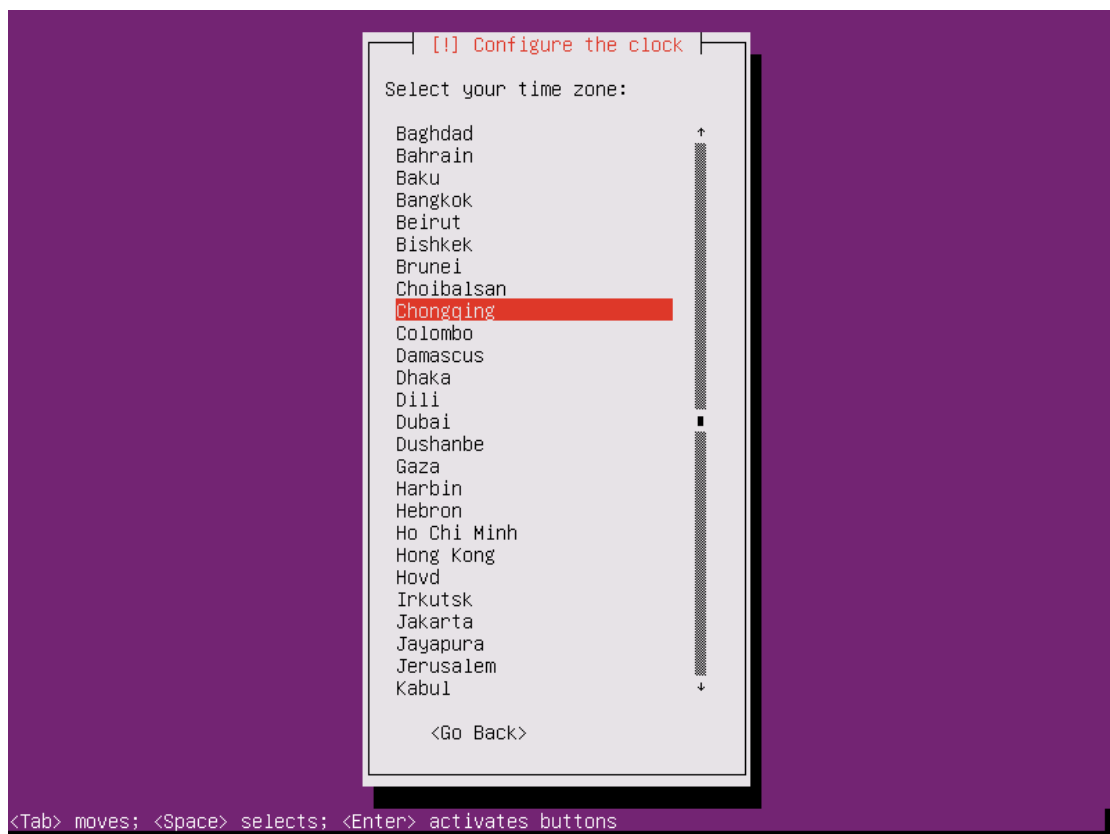 [!] Configure the clock
Select your time zone:
Baghdad
Bahrain
Baku
Bangkok
Beirut
Bishkek
Brunei
Choibalsan
Chongqing
Colombo
Damascus
Dhaka
Dili
Dubai
Dushanbe
Gaza
Harbin
Hebron
Ho Chi Minh
Hong Kong
Hovd
Irkutsk
Jakarta
Jayapura
Jerusalem
Kabul
<Go Back>
<Tab> moves; <Space> selects; <Enter> activates buttons